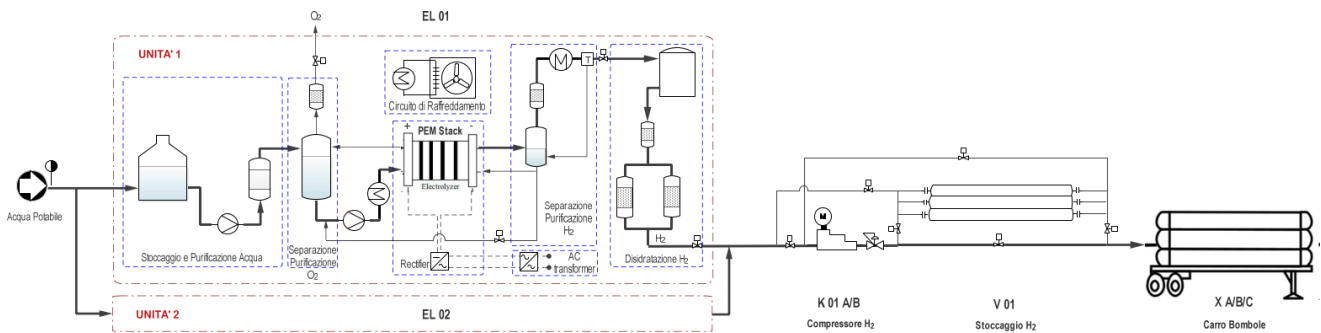 O2
EL 01
UNITA' 1
Circuito di Raffreddamento
M
M
T
+
PEM Stack
-
Electrolyzer
M
Acqua Potabile
Stoccaggio e Purificazione Acqua
Separazione
Purificazione
O2
Rectifier
Separazione
Purificazione
H2
AC
transformer
H2
Disidratazione H2
M
UNITA' 2
EL 02
K 01 A/B
Compressore H2
V 01
Stoccaggio H2
X A/B/C
Carro Bombole